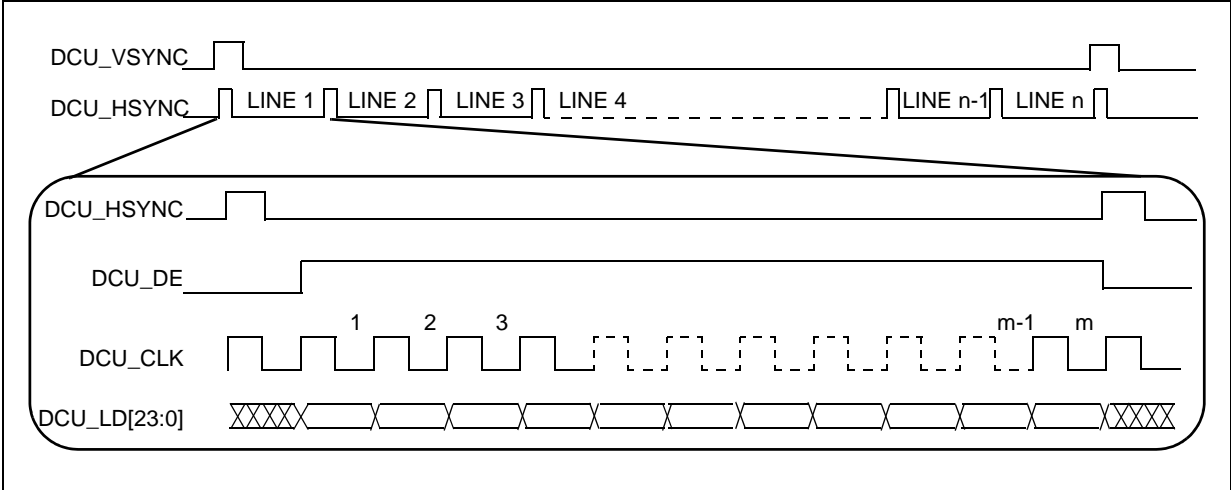 DCU_VSYNC
DCU_HSYNC LINE 1 LINE 2 LINE 3 LINE 4 LINE n-1 LINE n
DCU_HSYNC
DCU_DE
1 2 3 m-1 m
DCU_CLK
DCU_LD[23:0]